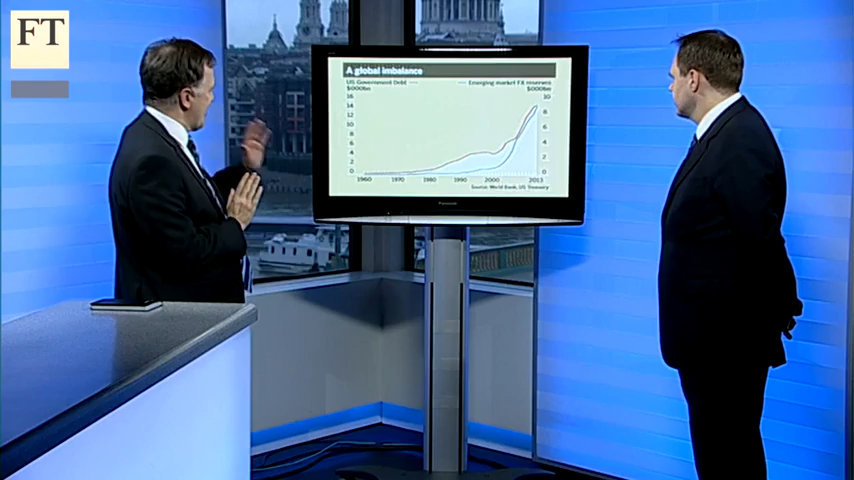 FT
A global imbalance
US Government Debt
Emerging market FX reserves
$000bn
$000bn
16
14
12
10
8
6
4
2
0
10
8
6
4
2
0
1960 1970 1980 1990 2000 2013
Source: World Bank, US Treasury
Panasonic